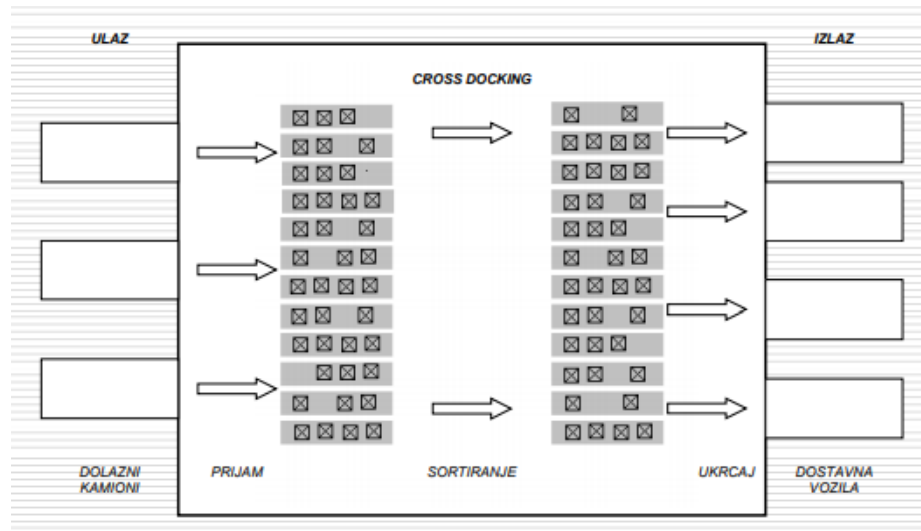 ULAZ
IZLAZ
CROSS DOCKING
DOLAZNI
KAMIONI
PRIJAM
SORTIRANJE
UKRCAJ
DOSTAVNA
VOZILA